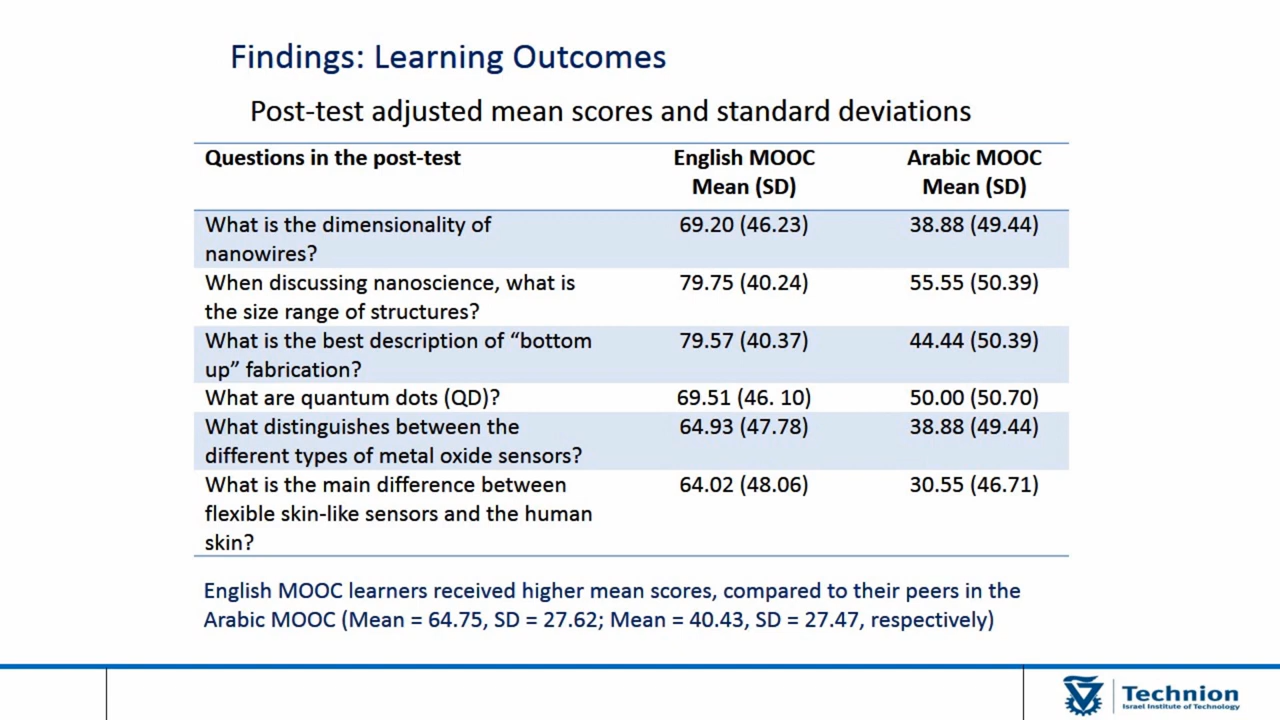 Findings: Learning Outcomes
Post-test adjusted mean scores and standard deviations
Questions in the post-test English MOOC Arabic MOOC
Mean (SD) Mean (SD)
What is the dimensionality of 69.20 (46.23) 38.88 (49.44)
nanowires?
When discussing nanoscience, what is 79.75 (40.24) 55.55 (50.39)
the size range of structures?
What is the best description of “bottom 79.57 (40.37) 44.44 (50.39)
up” fabrication?
What are quantum dots (QD)? 69.51 (46. 10) 50.00 (50.70)
What distinguishes between the 64.93 (47.78) 38.88 (49.44)
different types of metal oxide sensors?
What is the main difference between 64.02 (48.06) 30.55 (46.71)
flexible skin-like sensors and the human
skin?
English MOOC learners received higher mean scores, compared to their peers in the
Arabic MOOC (Mean = 64.75, SD = 27.62; Mean = 40.43, SD = 27.47, respectively)
Technion
Israel Institute of Technology